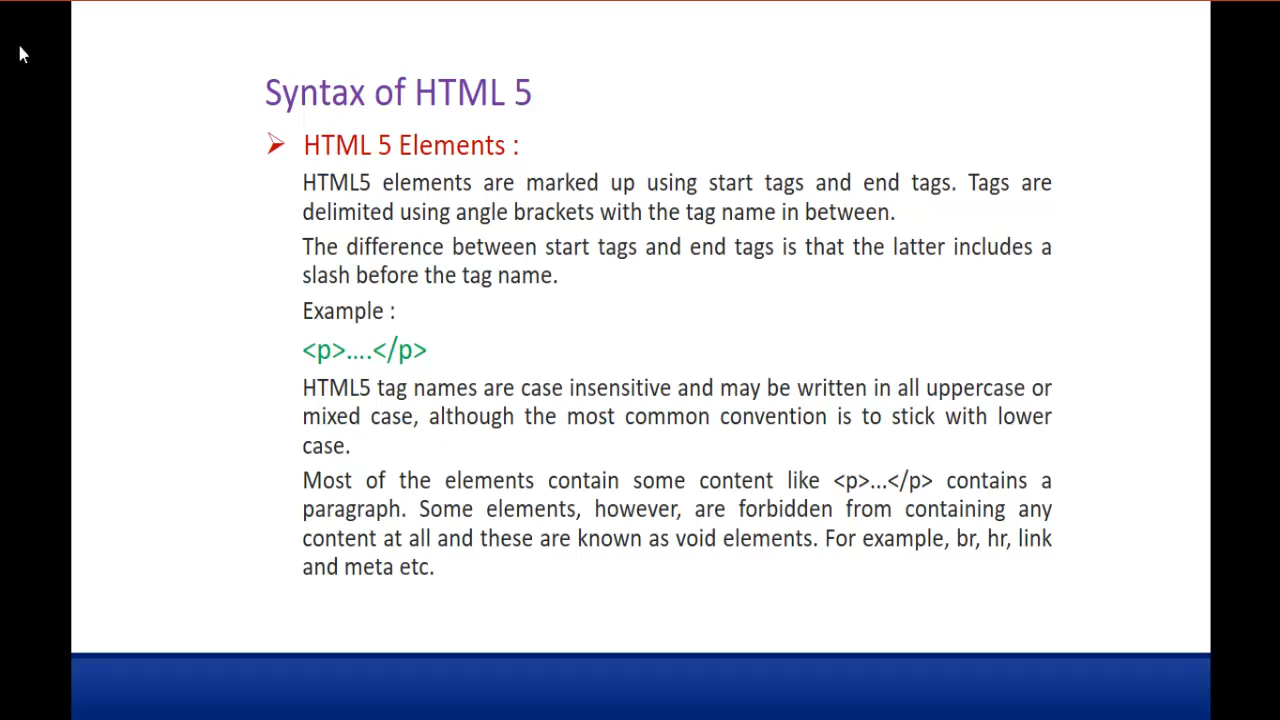 Syntax of HTML 5
HTML 5 Elements :
HTML5 elements are marked up using start tags and end tags. Tags are
delimited using angle brackets with the tag name in between.
The difference between start tags and end tags is that the latter includes a
slash before the tag name.
Example :
<p>....</p>
HTML5 tag names are case insensitive and may be written in all uppercase or
mixed case, although the most common convention is to stick with lower
case.
Most of the elements contain some content like <p>...</p> contains a
paragraph. Some elements, however, are forbidden from containing any
content at all and these are known as void elements. For example, br, hr, link
and meta etc.